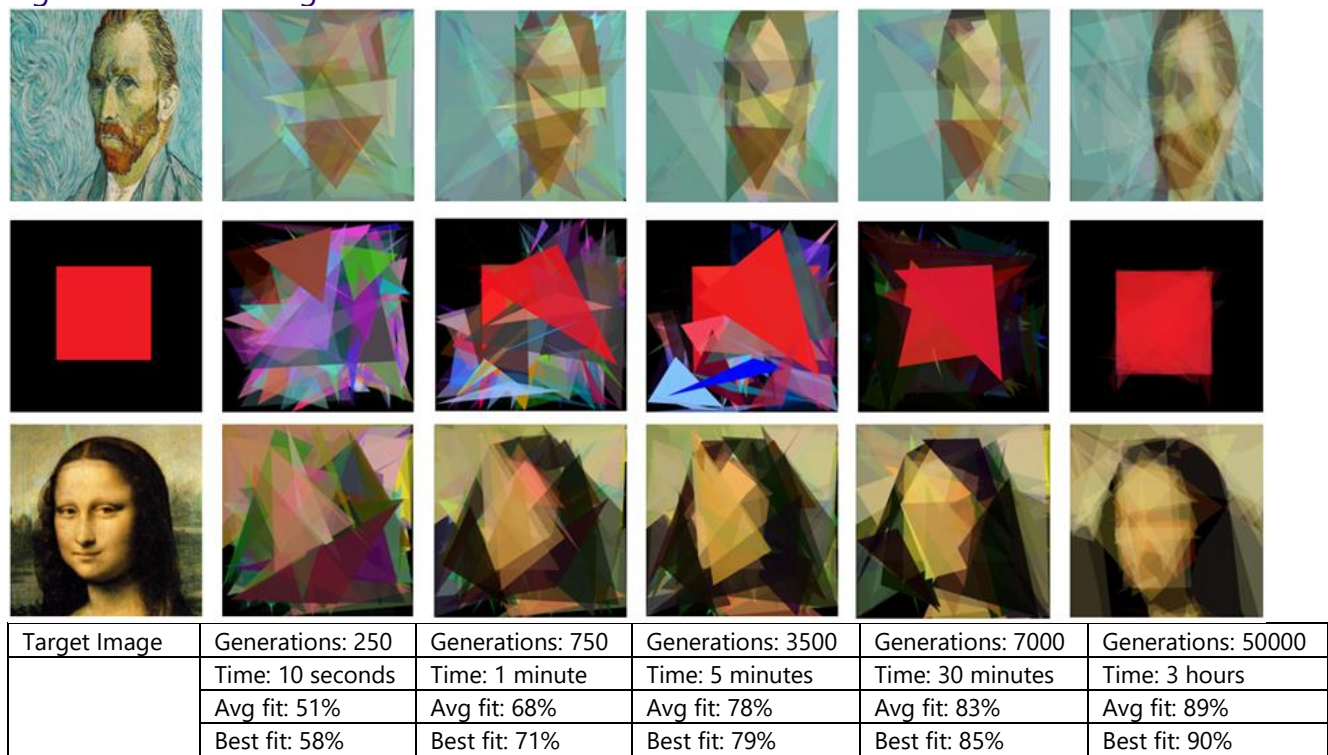 Target Image Generations: 250 Generations: 750 Generations: 3500 Generations: 7000 Generations: 50000
Time: 10 seconds Time: 1 minute Time: 5 minutes Time: 30 minutes Time: 3 hours
Avg fit: 51% Avg fit: 68% Avg fit: 78% Avg fit: 83% Avg fit: 89%
Best fit: 58% Best fit: 71% Best fit: 79% Best fit: 85% Best fit: 90%